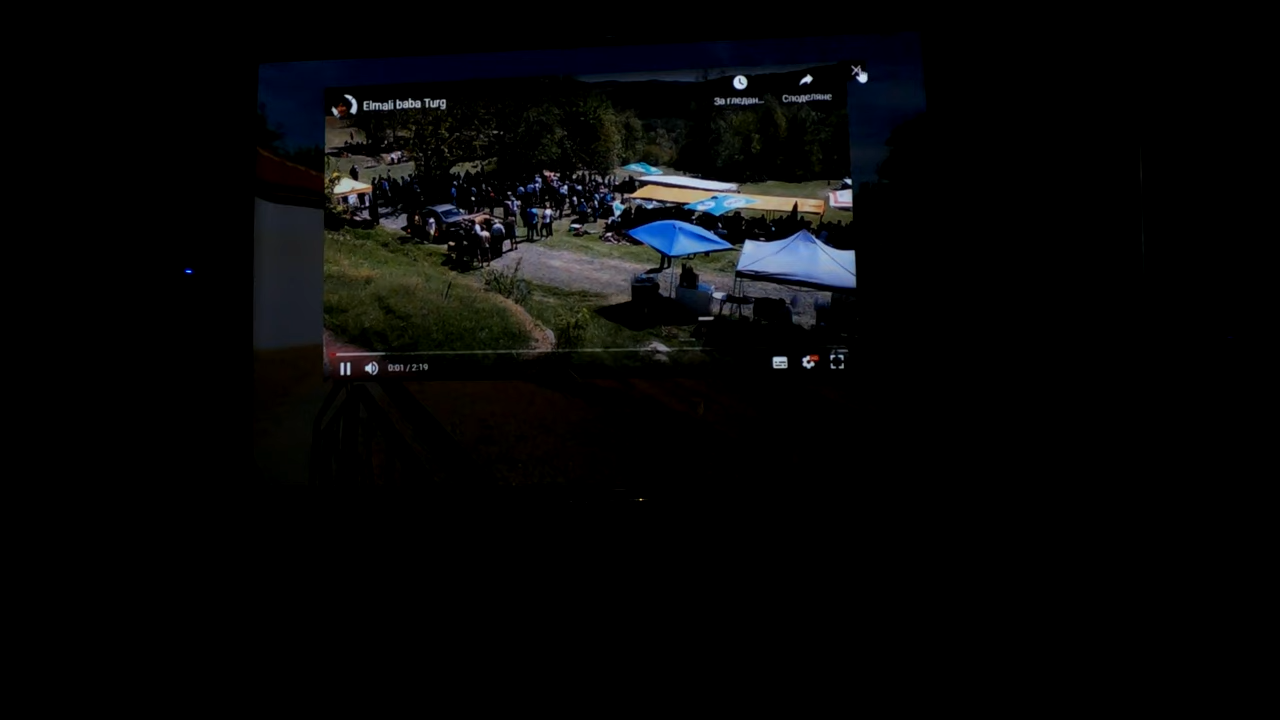 Elmali baba Turg
За гледан...
Споделяне
0:01 / 2:19